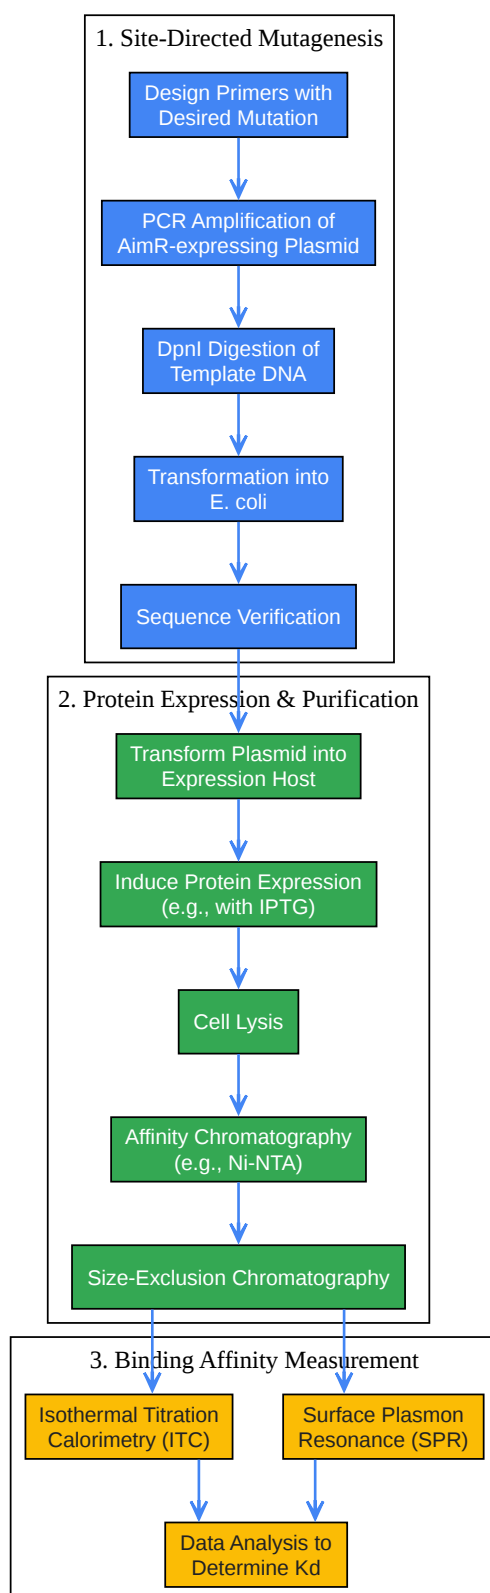 1. Site-Directed Mutagenesis
Design Primers with
Desired Mutation
PCR Amplification of
AimR-expressing Plasmid
DpnI Digestion of
Template DNA
Transformation into
E. coli
Sequence Verification
2. Protein Expression & Purification
Transform Plasmid into
Expression Host
Induce Protein Expression
(e.g., with IPTG)
Cell Lysis
Affinity Chromatography
(e.g., Ni-NTA)
Size-Exclusion Chromatography
3. Binding Affinity Measurement
Isothermal Titration
Calorimetry (ITC)
Surface Plasmon
Resonance (SPR)
Data Analysis to
Determine Kd